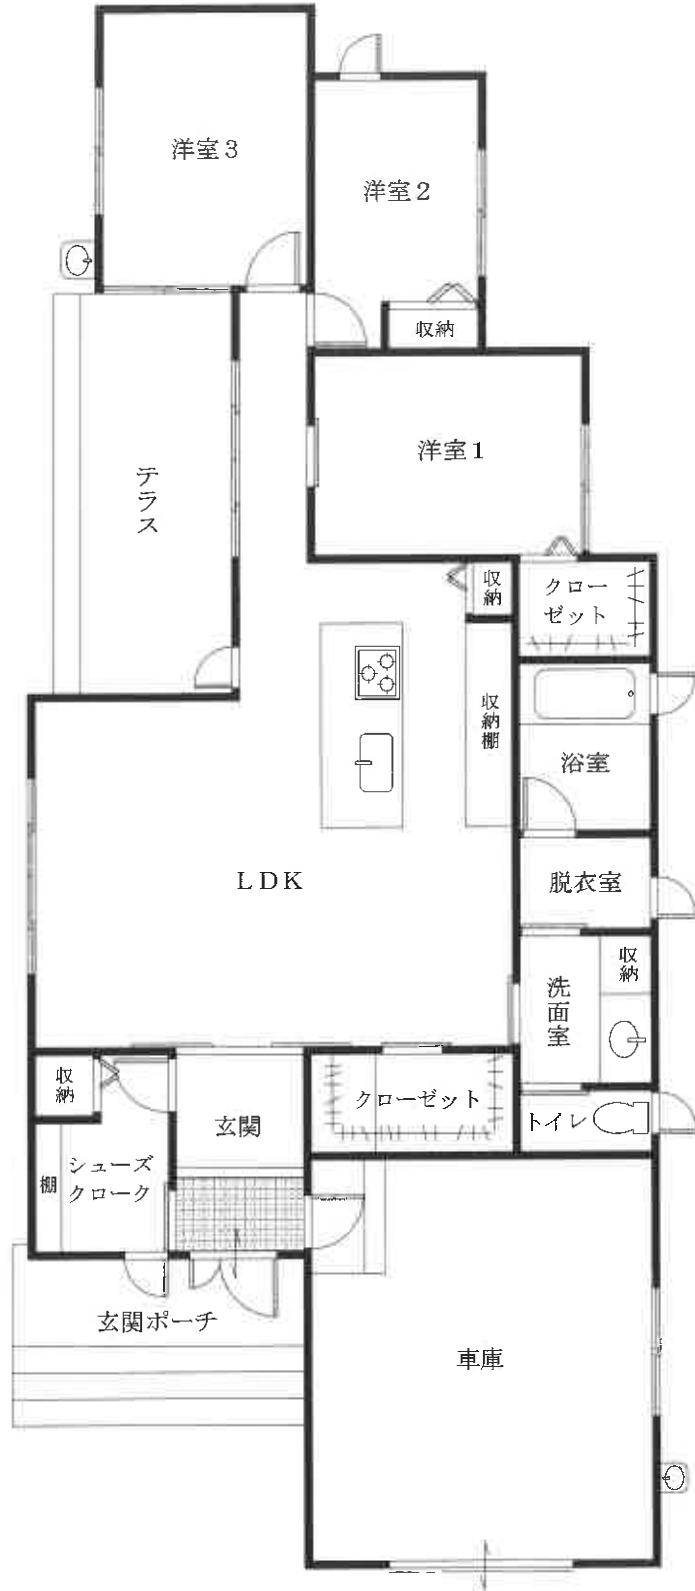 洋室3
洋室2
収納
洋室1
テラス
収納
クロー
ゼット
収納棚
浴室
LDK
脱衣室
収納
洗面室
収納
クローゼット
玄関
トイレ
棚
シューズ
クローク
玄関ポーチ
車庫